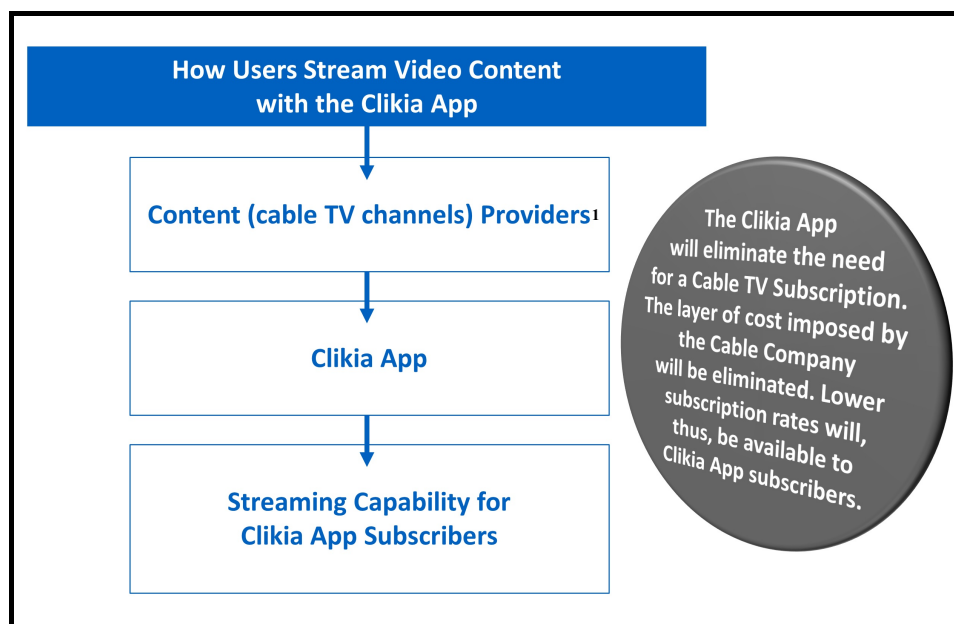 How Users Stream Video Content
with the Clikia App
Content (cable TV channels) Providers1
Clikia App
Streaming Capability for
Clikia App Subscribers
The Clikia App
will eliminate the need
for a Cable TV Subscription.
The layer of cost imposed by
the Cable Company
will be eliminated. Lower
subscription rates will,
thus, be available to
Clikia App subscribers.